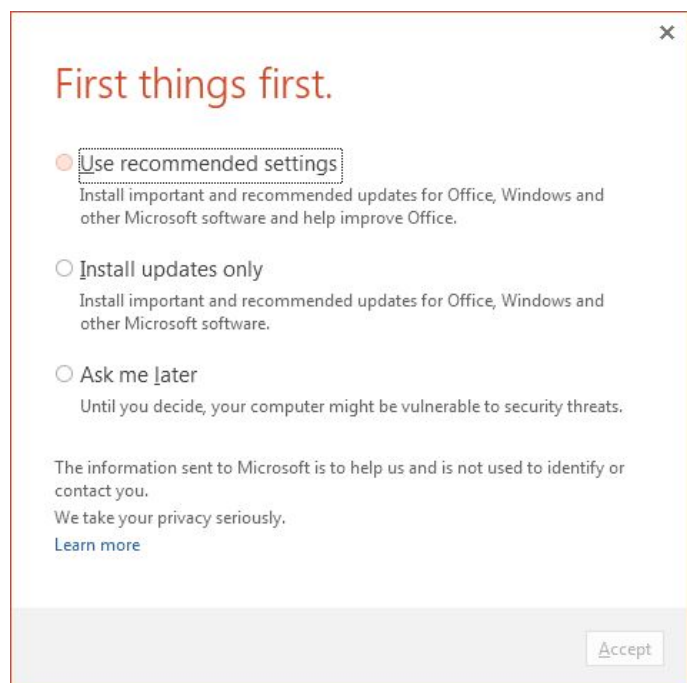 First things first.
Use recommended settings
Install important and recommended updates for Office, Windows and
other Microsoft software and help improve Office.
Install updates only
Install important and recommended updates for Office, Windows and
other Microsoft software.
Ask me later
Until you decide, your computer might be vulnerable to security threats.
The information sent to Microsoft is to help us and is not used to identify or
contact you.
We take your privacy seriously.
Learn more
Accept